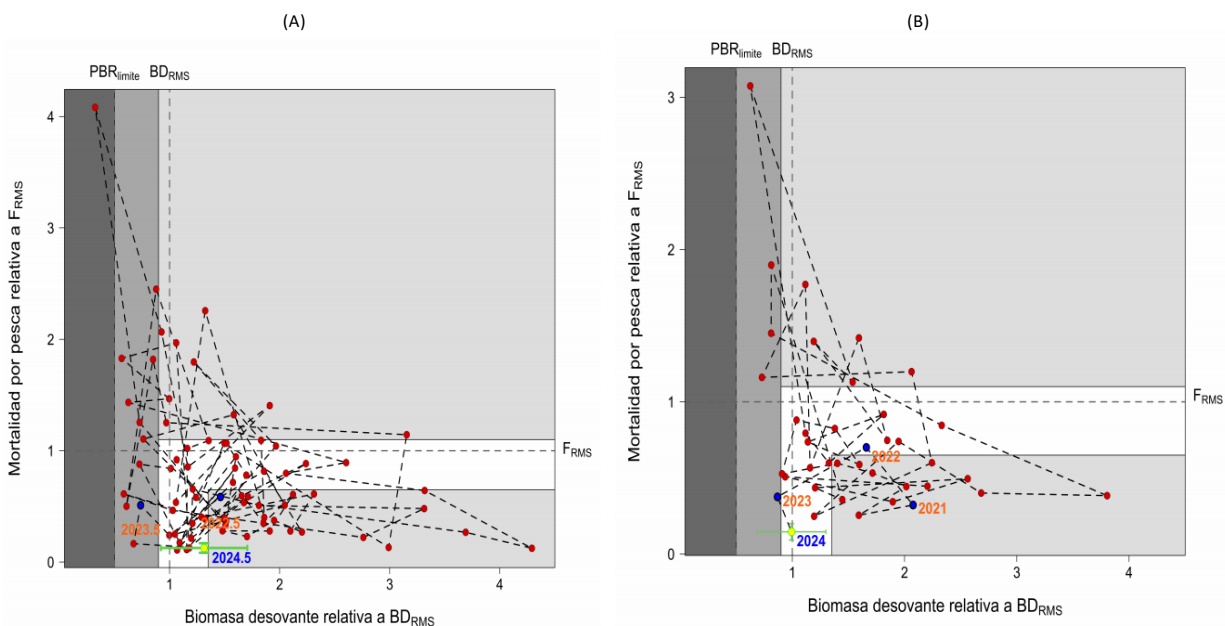 (A)
PBRlimite BDRMS
Mortalidad por pesca relativa a FRMS
4
3
2
1
0
FRMS
2023.5
2024.5
1
2
3
4
Biomasa desovante relativa a BDRMS
(B)
PBRlimite BDRMS
Mortalidad por pesca relativa a FRMS
3
2
1
0
FRMS
2022
2023
2021
2024
1
2
3
4
Biomasa desovante relativa a BDRMS